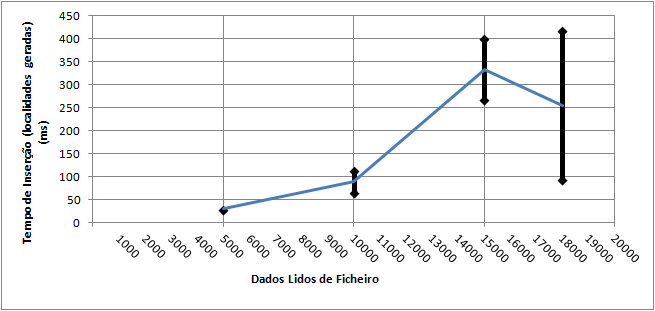 Tempo de Inserção (localidades geradas)
(ms)
450
400
350
300
250
200
150
100
50
0
1000 2000 3000 4000 5000 6000 7000 8000 9000 10000 11000 12000 13000 14000 15000 16000 17000 18000 19000 20000
Dados Lidos de Ficheiro